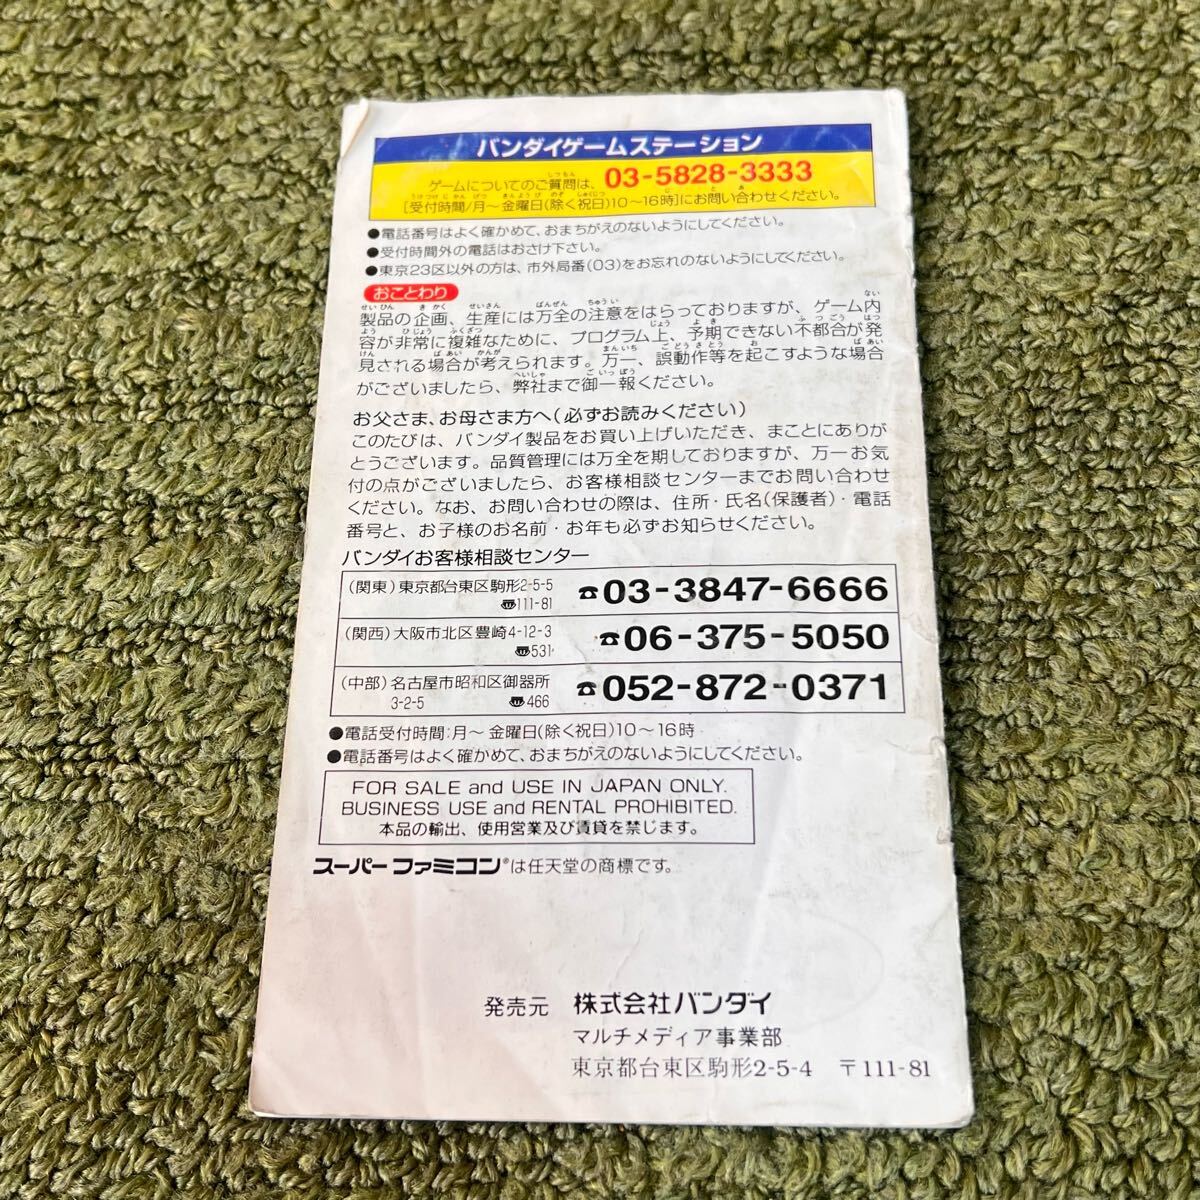 バンダイゲームステーション
ゲームについてのご質問は、03-5828-3333
[受付時間/月～金曜日(除く祝日)10～16時]にお問い合わせください。
●電話番号はよく確かめて、おまちがえのないようにしてください。
●受付時間外の電話はおさけ下さい。
●東京23区以外の方は、市外局番(03)をお忘れのないようにしてください。
おことわり
製品の企画、生産には万全の注意をはらっておりますが、ゲーム内
容が非常に複雑なために、プログラム上、予期できない不都合が発
見される場合が考えられます。万一、誤動作等を起こすような場合
がございましたら、弊社まで御一報ください。
お父さま、お母さま方へ(必ずお読みください)
このたびは、バンダイ製品をお買い上げいただき、まことにありが
とうございます。品質管理には万全を期しておりますが、万一お気
付の点がございましたら、お客様相談センターまでお問い合わせ
ください。なお、お問い合わせの際は、住所・氏名(保護者)・電話
番号と、お子様のお名前・お年も必ずお知らせください。
バンダイお客様相談センター
(関東)東京都台東区駒形2-5-5 ☎03-3847-6666
〠111-81
(関西)大阪市北区豊崎4-12-3 ☎06-375-5050
〠531
(中部)名古屋市昭和区御器所 ☎052-872-0371
3-2-5 〠466
●電話受付時間:月～金曜日(除く祝日)10～16時
●電話番号はよく確かめて、おまちがえのないようにしてください。
FOR SALE and USE IN JAPAN ONLY.
BUSINESS USE and RENTAL PROHIBITED.
本品の輸出、使用営業及び賃貸を禁じます。
スーパーファミコン®は任天堂の商標です。
発売元 株式会社バンダイ
マルチメディア事業部
東京都台東区駒形2-5-4 〒111-81